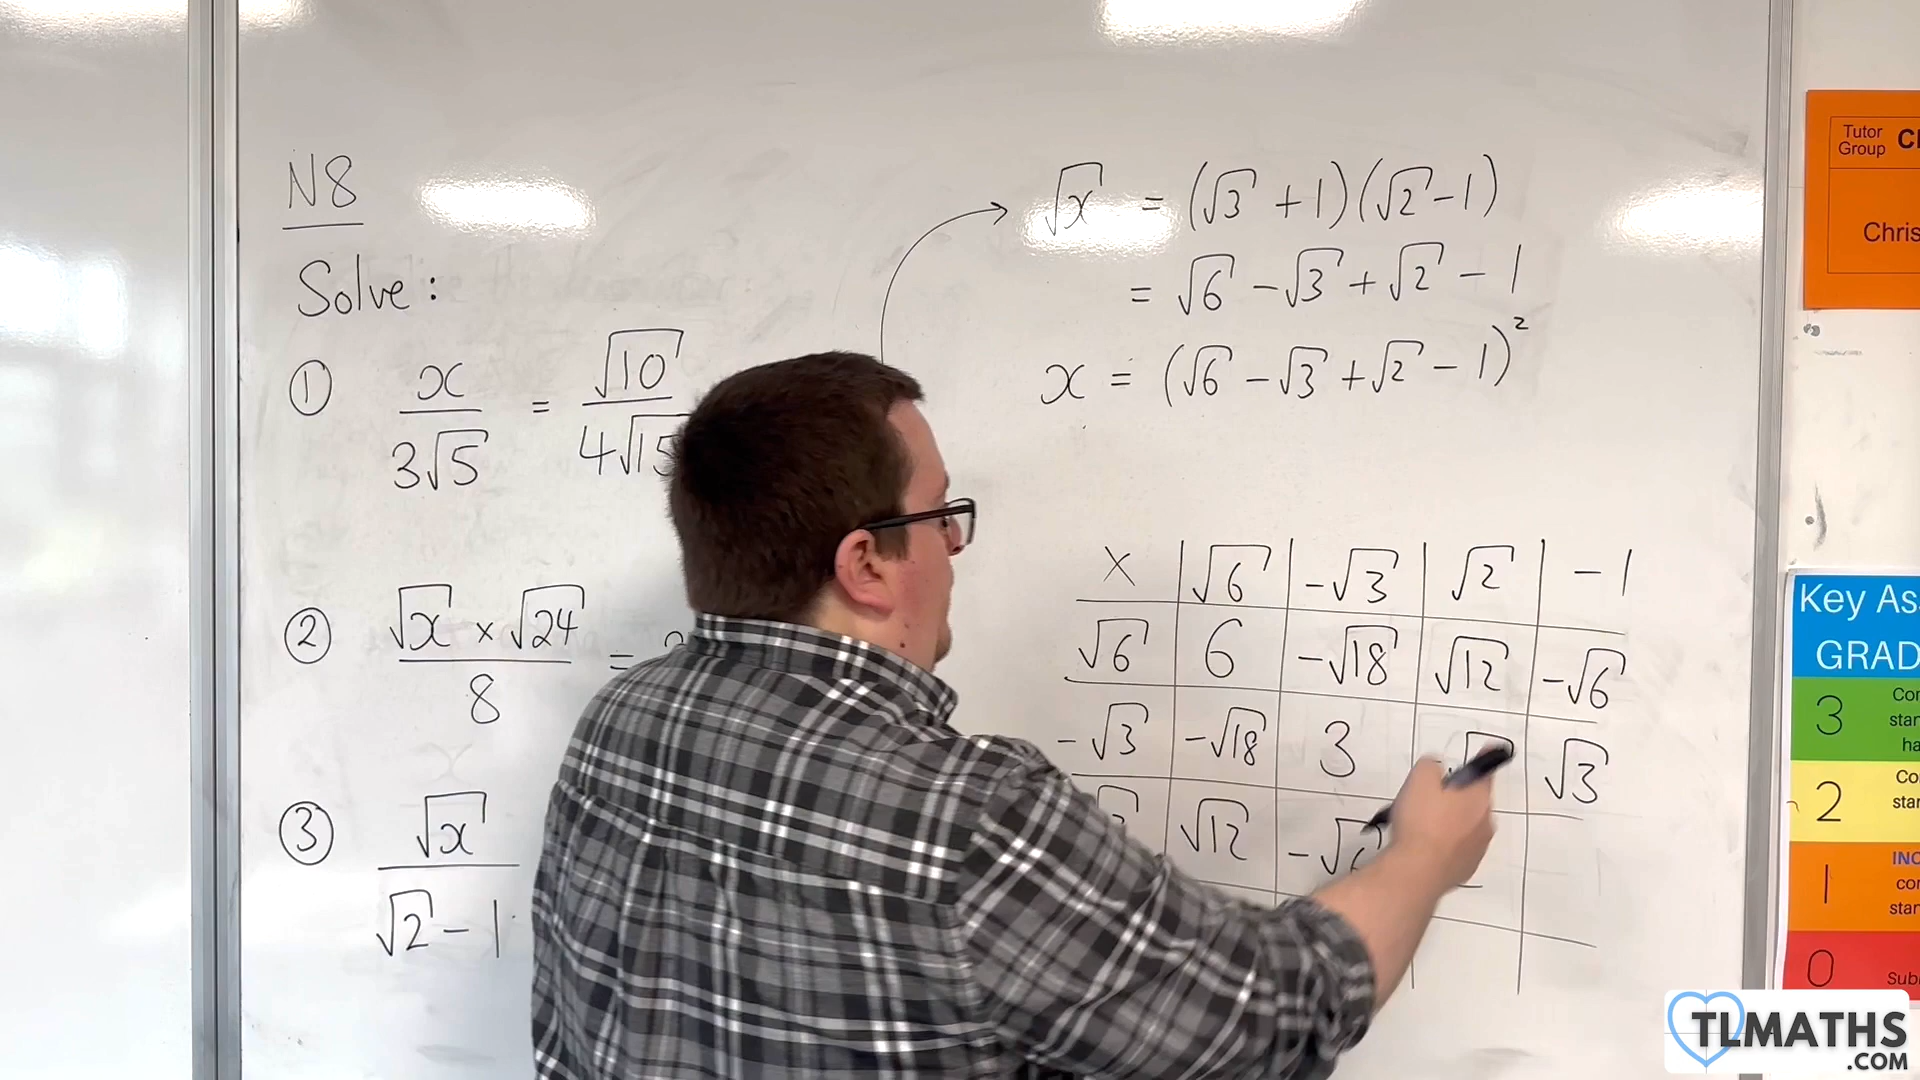 N8
Solve:
① x/3√5 = √10/4√15
② (√x × √24)/8 =
③ √x/(√2 - 1)
√x = (√3 + 1)(√2 - 1)
= √6 - √3 + √2 - 1
x = (√6 - √3 + √2 - 1)²
× √6 -√3 √2 -1
√6 6 -√18 √12 -√6
-√3 -√18 3 √3
√12
Tutor
Group
Chris
Key As
GRAD
3
2
1
0
TLMATHS
.COM